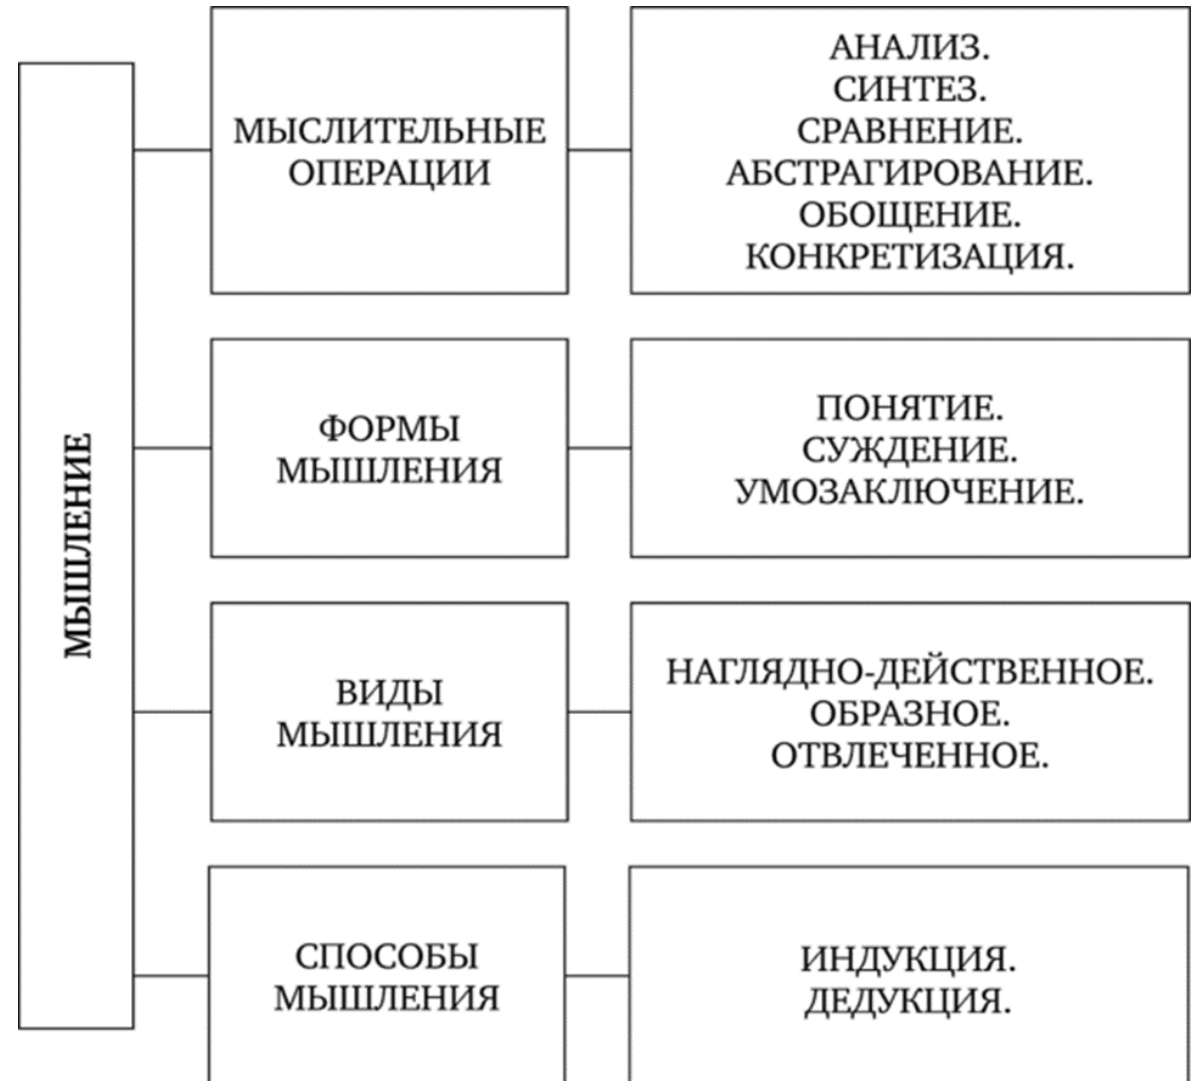 МЫШЛЕНИЕ
МЫСЛИТЕЛЬНЫЕ
ОПЕРАЦИИ
АНАЛИЗ.
СИНТЕЗ.
СРАВНЕНИЕ.
АБСТРАГИРОВАНИЕ.
ОБОЩЕНИЕ.
КОНКРЕТИЗАЦИЯ.
ФОРМЫ
МЫШЛЕНИЯ
ПОНЯТИЕ.
СУЖДЕНИЕ.
УМОЗАКЛЮЧЕНИЕ.
ВИДЫ
МЫШЛЕНИЯ
НАГЛЯДНО-ДЕЙСТВЕННОЕ.
ОБРАЗНОЕ.
ОТВЛЕЧЕННОЕ.
СПОСОБЫ
МЫШЛЕНИЯ
ИНДУКЦИЯ.
ДЕДУКЦИЯ.